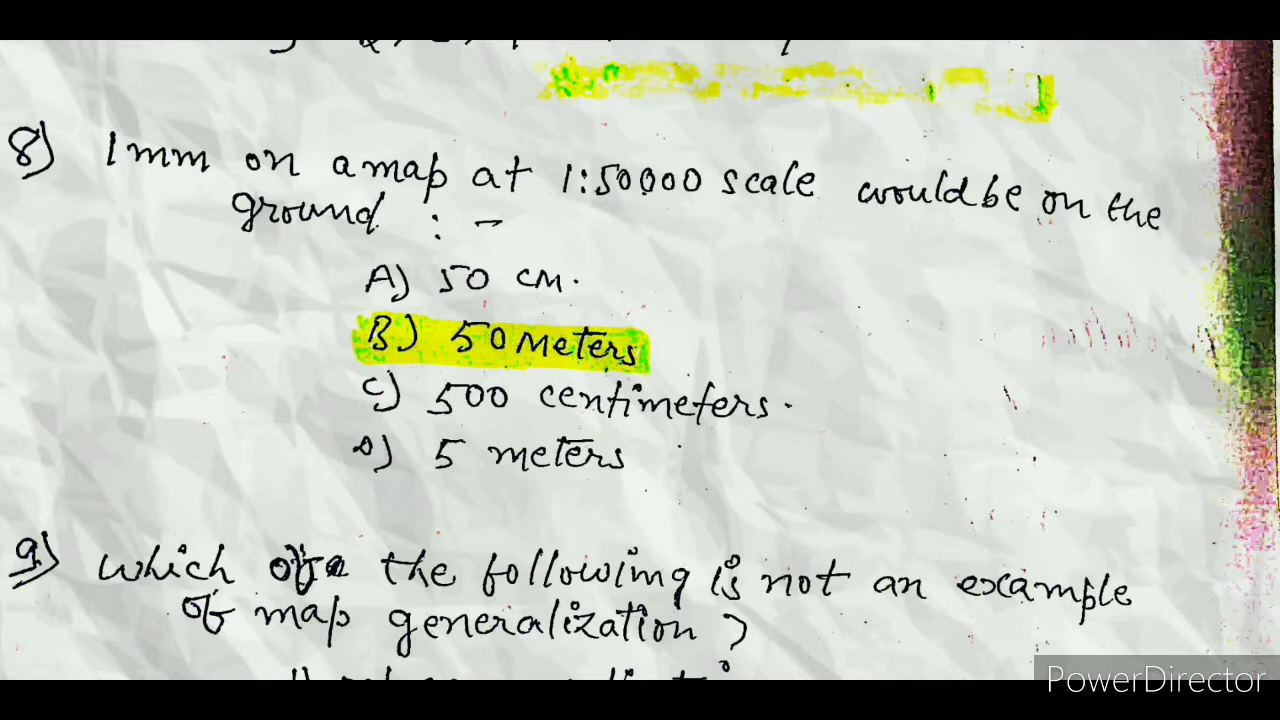 8) 1mm on a map at 1:50000 scale would be on the
ground : -
A) 50 cm.
B) 50 Meters
C) 500 centimeters.
D) 5 meters
9) which of the following is not an example
of map generalization ?
PowerDirector